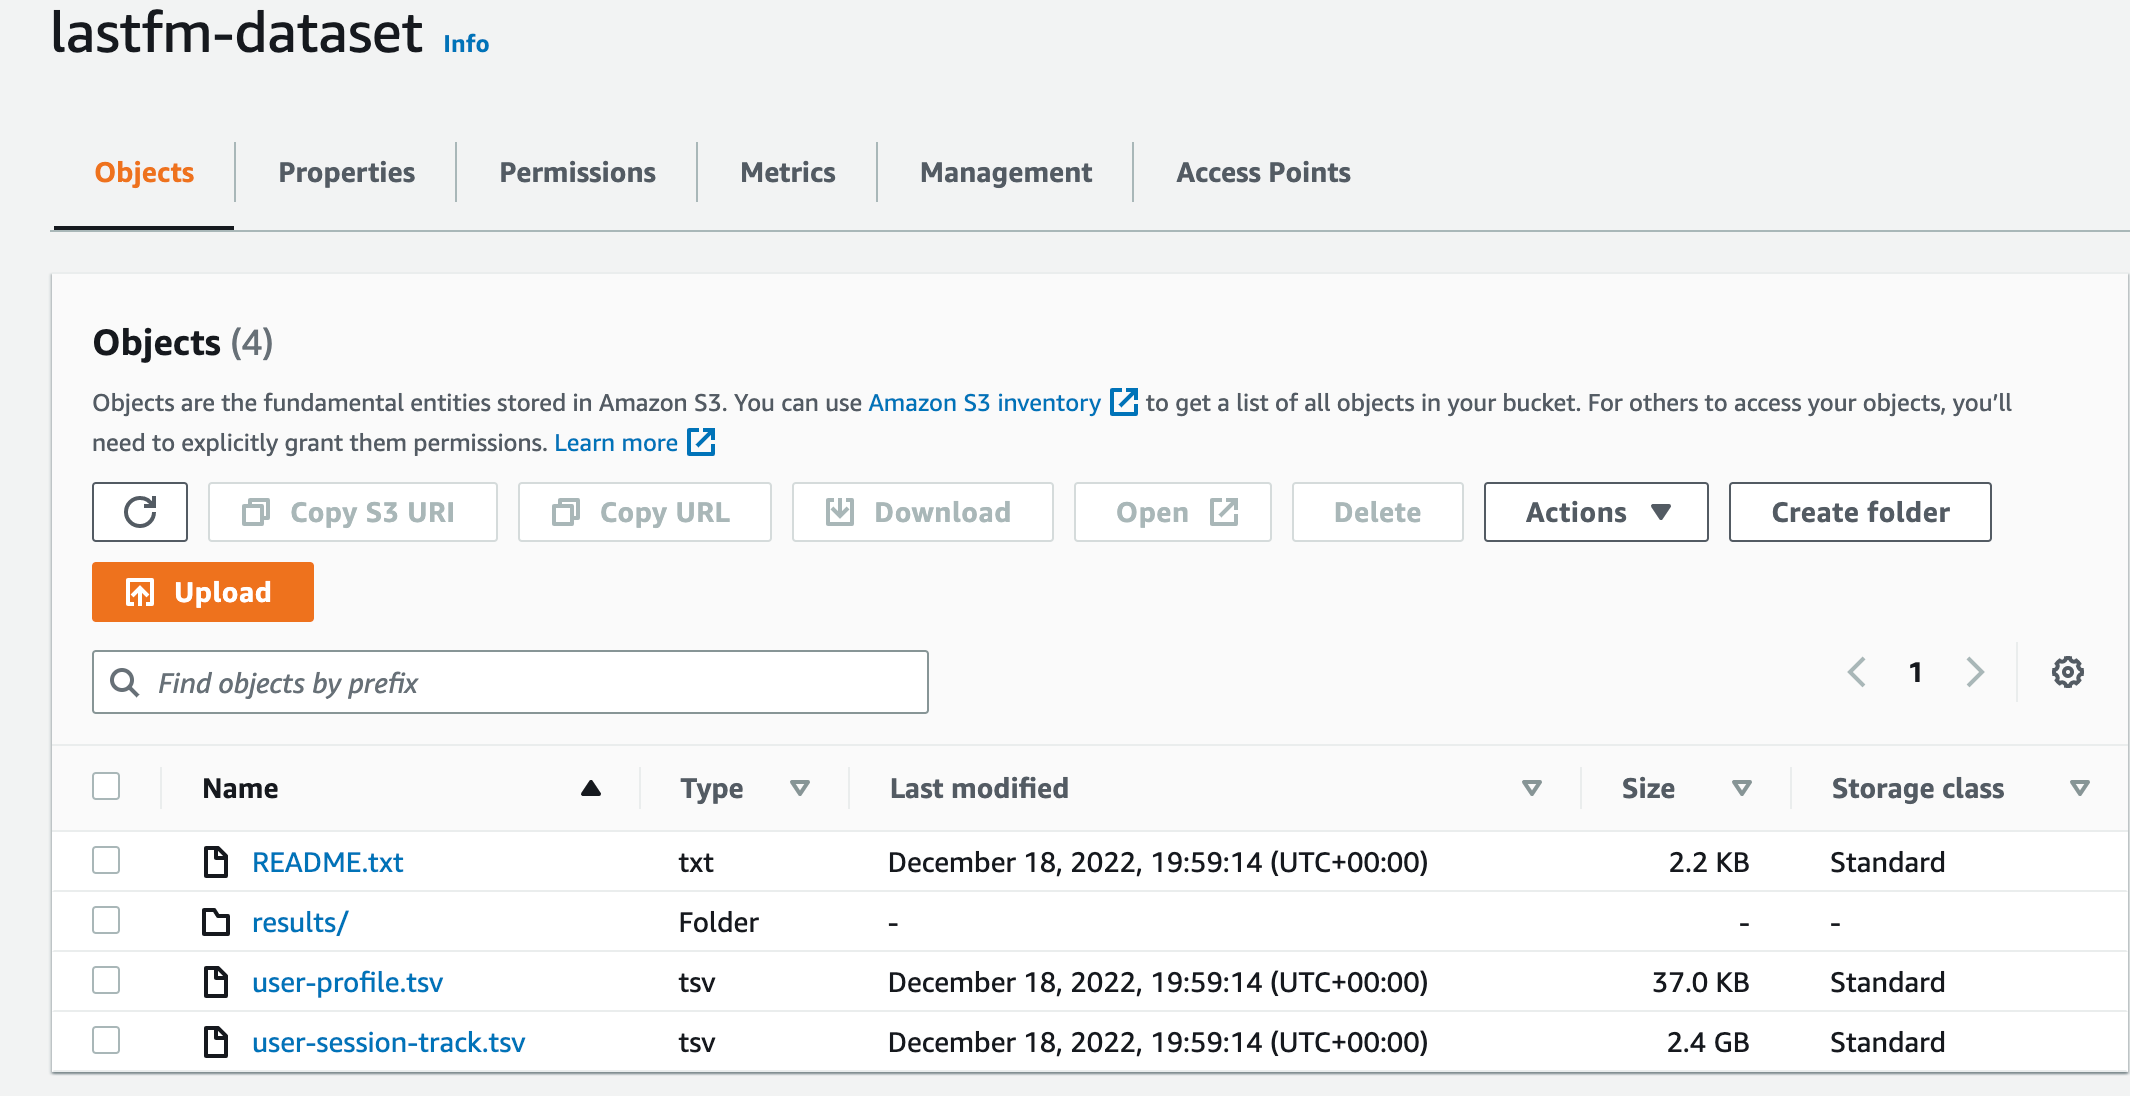 lastfm-dataset Info
Objects Properties Permissions Metrics Management Access Points
Objects (4)
Objects are the fundamental entities stored in Amazon S3. You can use Amazon S3 inventory to get a list of all objects in your bucket. For others to access your objects, you’ll
need to explicitly grant them permissions. Learn more
Copy S3 URI Copy URL Download Open Delete Actions Create folder
Upload
Find objects by prefix 1
Name Type Last modified Size Storage class
README.txt txt December 18, 2022, 19:59:14 (UTC+00:00) 2.2 KB Standard
results/ Folder - - -
user-profile.tsv tsv December 18, 2022, 19:59:14 (UTC+00:00) 37.0 KB Standard
user-session-track.tsv tsv December 18, 2022, 19:59:14 (UTC+00:00) 2.4 GB Standard